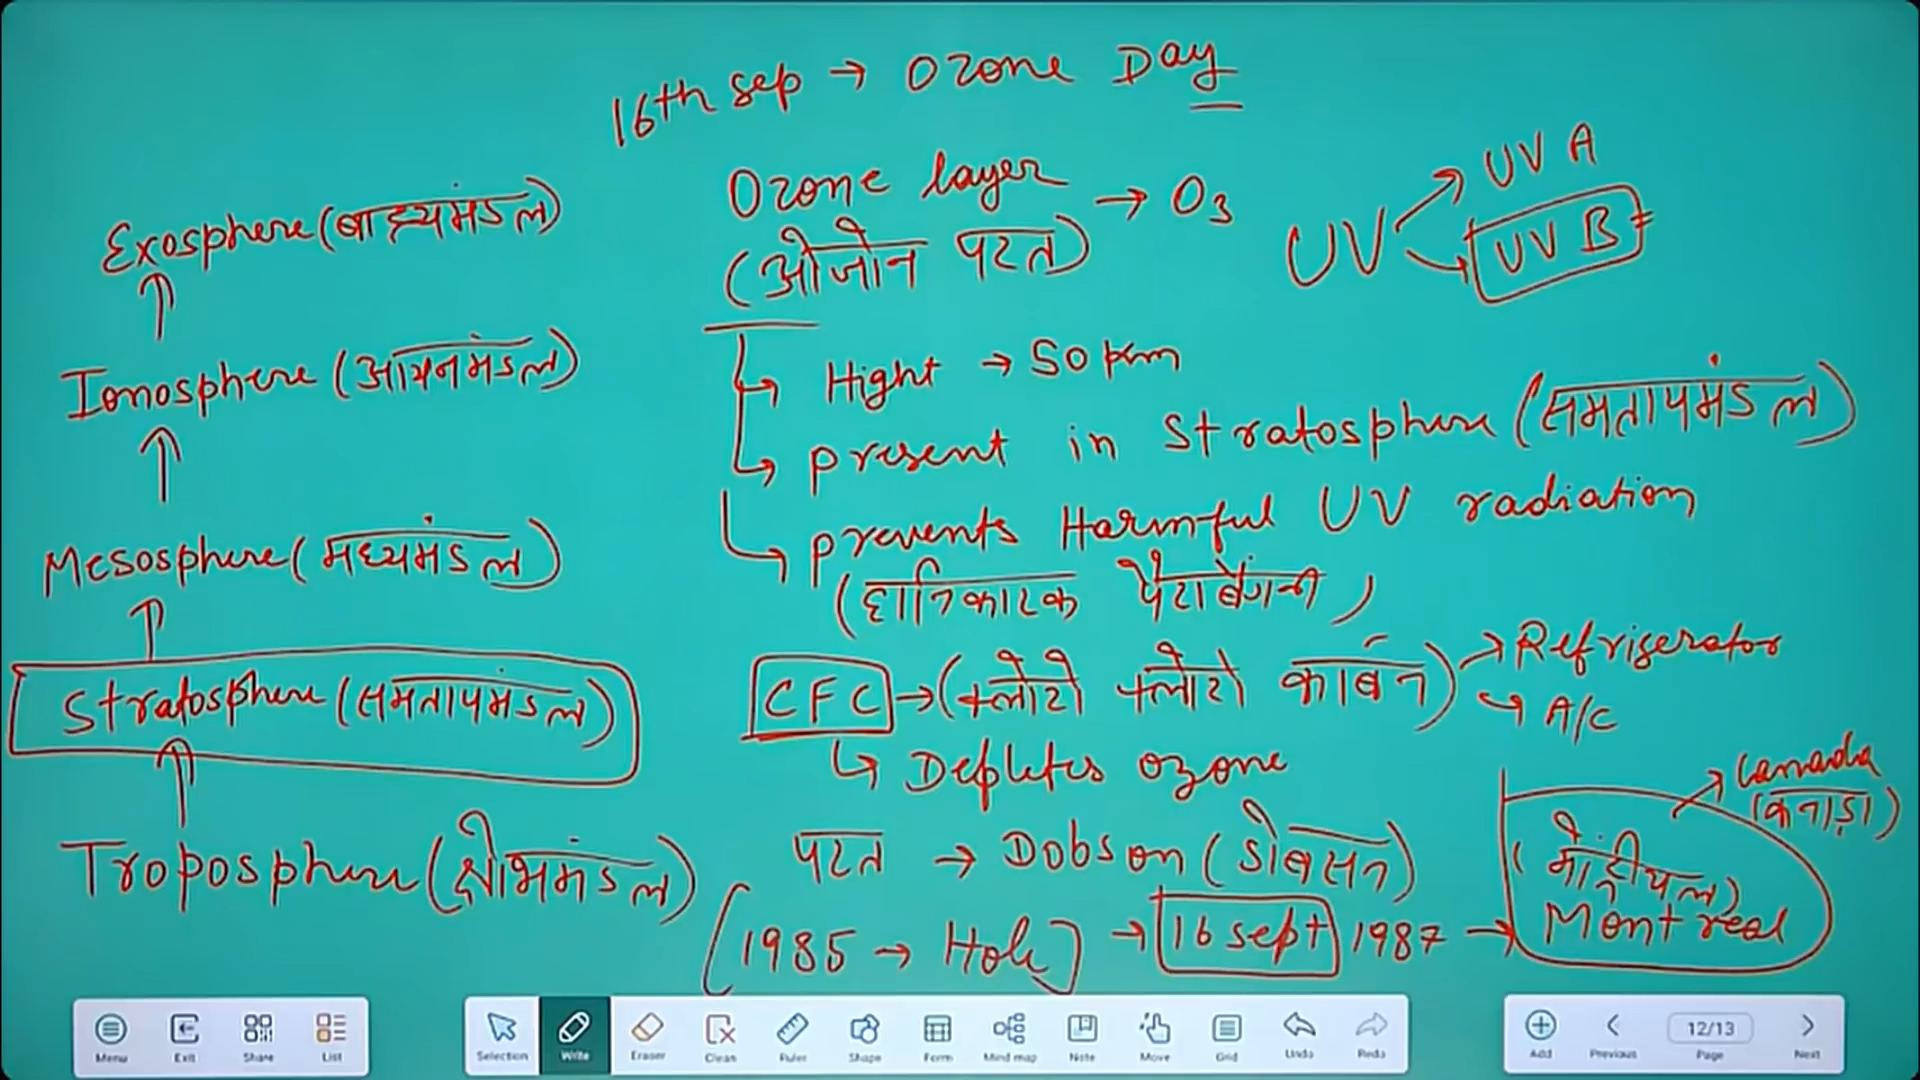 16th sep → Ozone Day
Exosphere (बाह्यमंडल)
Ionosphere (आयनमंडल)
Mesosphere (मध्यमंडल)
Stratosphere (समतापमंडल)
Troposphere (क्षोभमंडल)
Ozone layer → O3
(ओजोन परत)
UV
UV A
UV B
Hight → 50 km
present in Stratosphere (समतापमंडल)
prevents Harmful UV radiation
(हानिकारक पैराबैंगनी)
CFC → (क्लोरो फ्लोरो कार्बन)
Refrigerator
A/C
Depletes ozone
परत → Dobson (डोबसन)
[1985 → Hole] → 16 sept 1987 →
(मोंट्रीयल)
Montreal
Canada
(कनाड़ा)
Menu Exit Share List
Selection Write Eraser Clean Ruler Shape Form Mind map Note Move Grid Undo Redo
Add Previous 12/13 Page Next